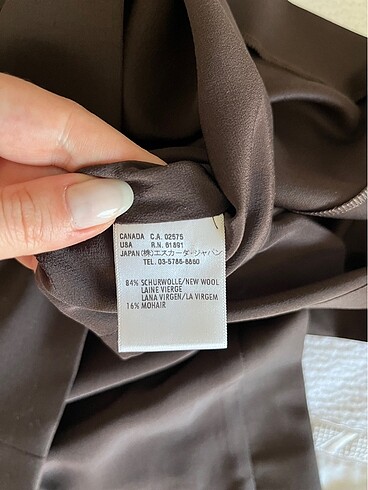 CANADA C.A. 02575
USA R.N. 61891
JAPAN (株)エスカーダ・ジャパン
TEL. 03-5786-8860
84% SCHURWOLLE/NEW WOOL
LAINE VIERGE
LANA VIRGEN/LA VIRGEM
16% MOHAIR